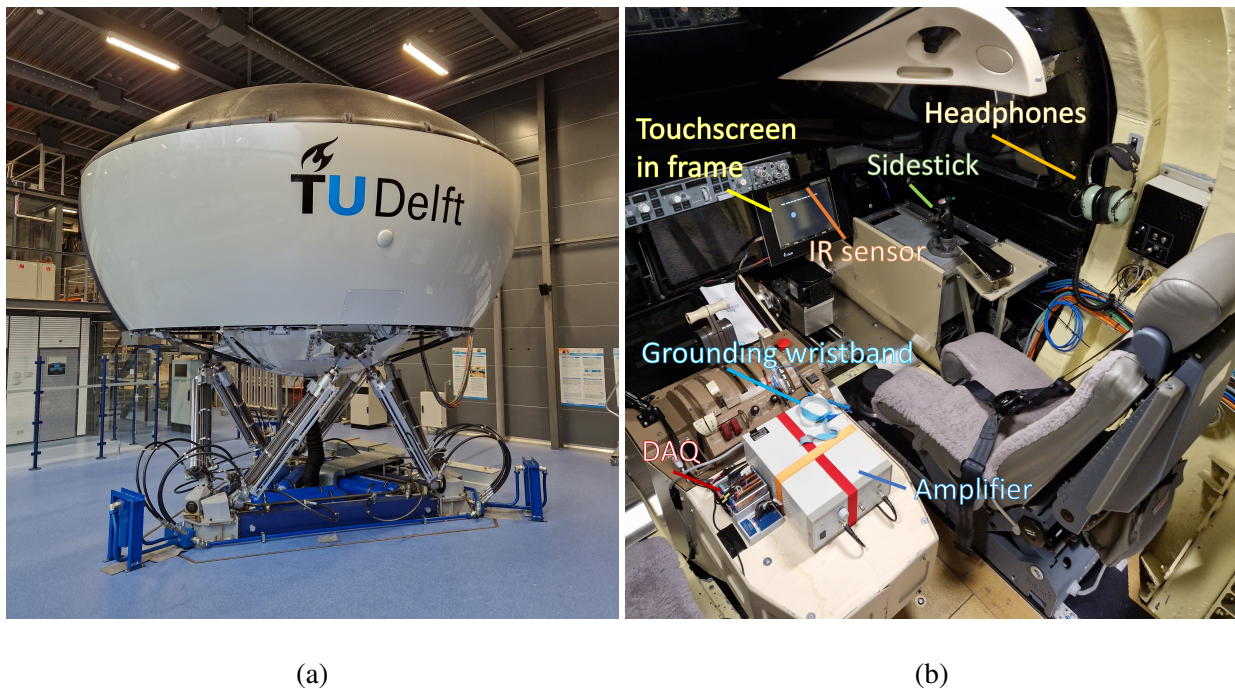 TU Delft
Headphones
Touchscreen
in frame
Sidestick
IR sensor
Grounding wristband
DAQ
Amplifier
(a)
(b)